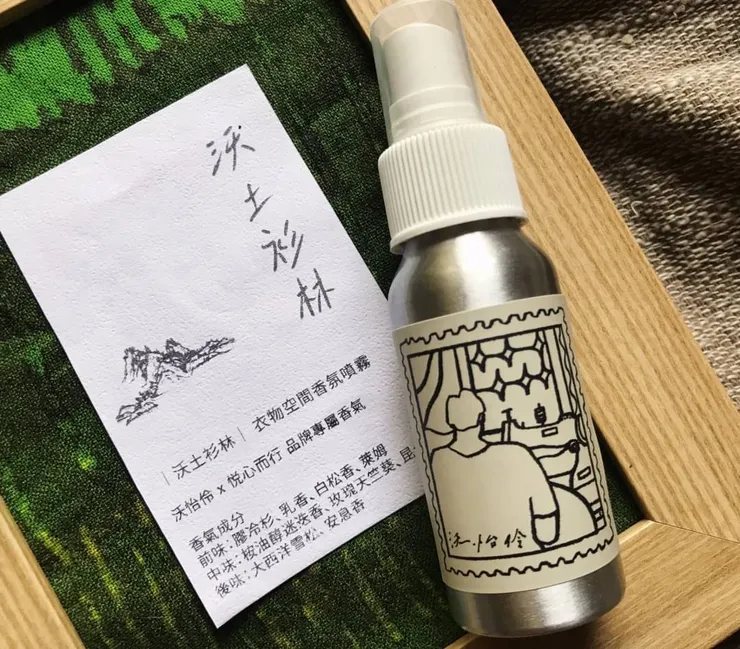 沃土衫林
｜沃土衫林｜ 衣物空間香氛噴霧
沃怡伶 x 悦心而行 品牌專屬香氣
香氣成分
前味：膠冷杉、乳香、白松香、萊姆
中味：桉油醇迷迭香、玫瑰天竺葵、
後味：大西洋雪松、安息香
沃怡伶